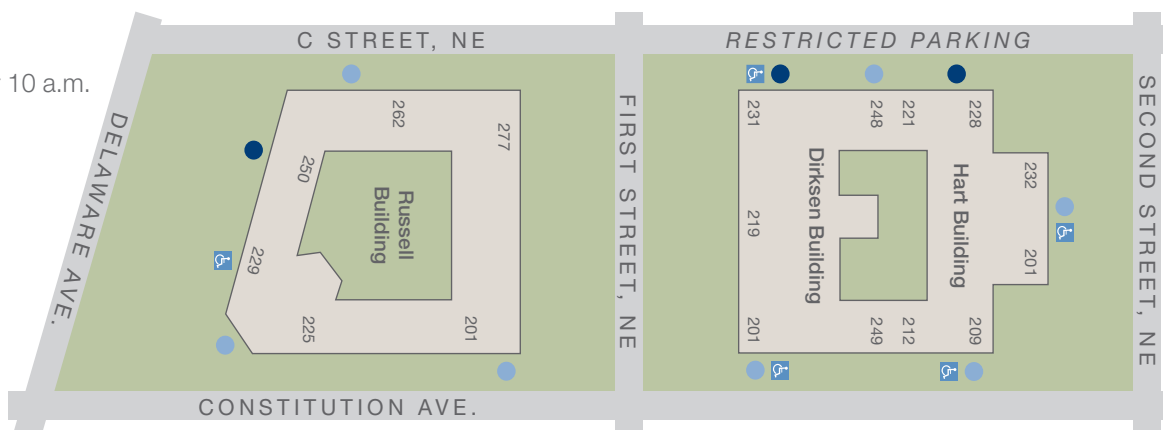 C STREET, NE
RESTRICTED PARKING
10 a.m.
DELAWARE AVE.
262
277
250
Russell
Building
229
225
201
FIRST STREET, NE
231
248
221
228
Dirksen Building
Hart Building
232
219
201
201
249
212
209
SECOND STREET, NE
CONSTITUTION AVE.